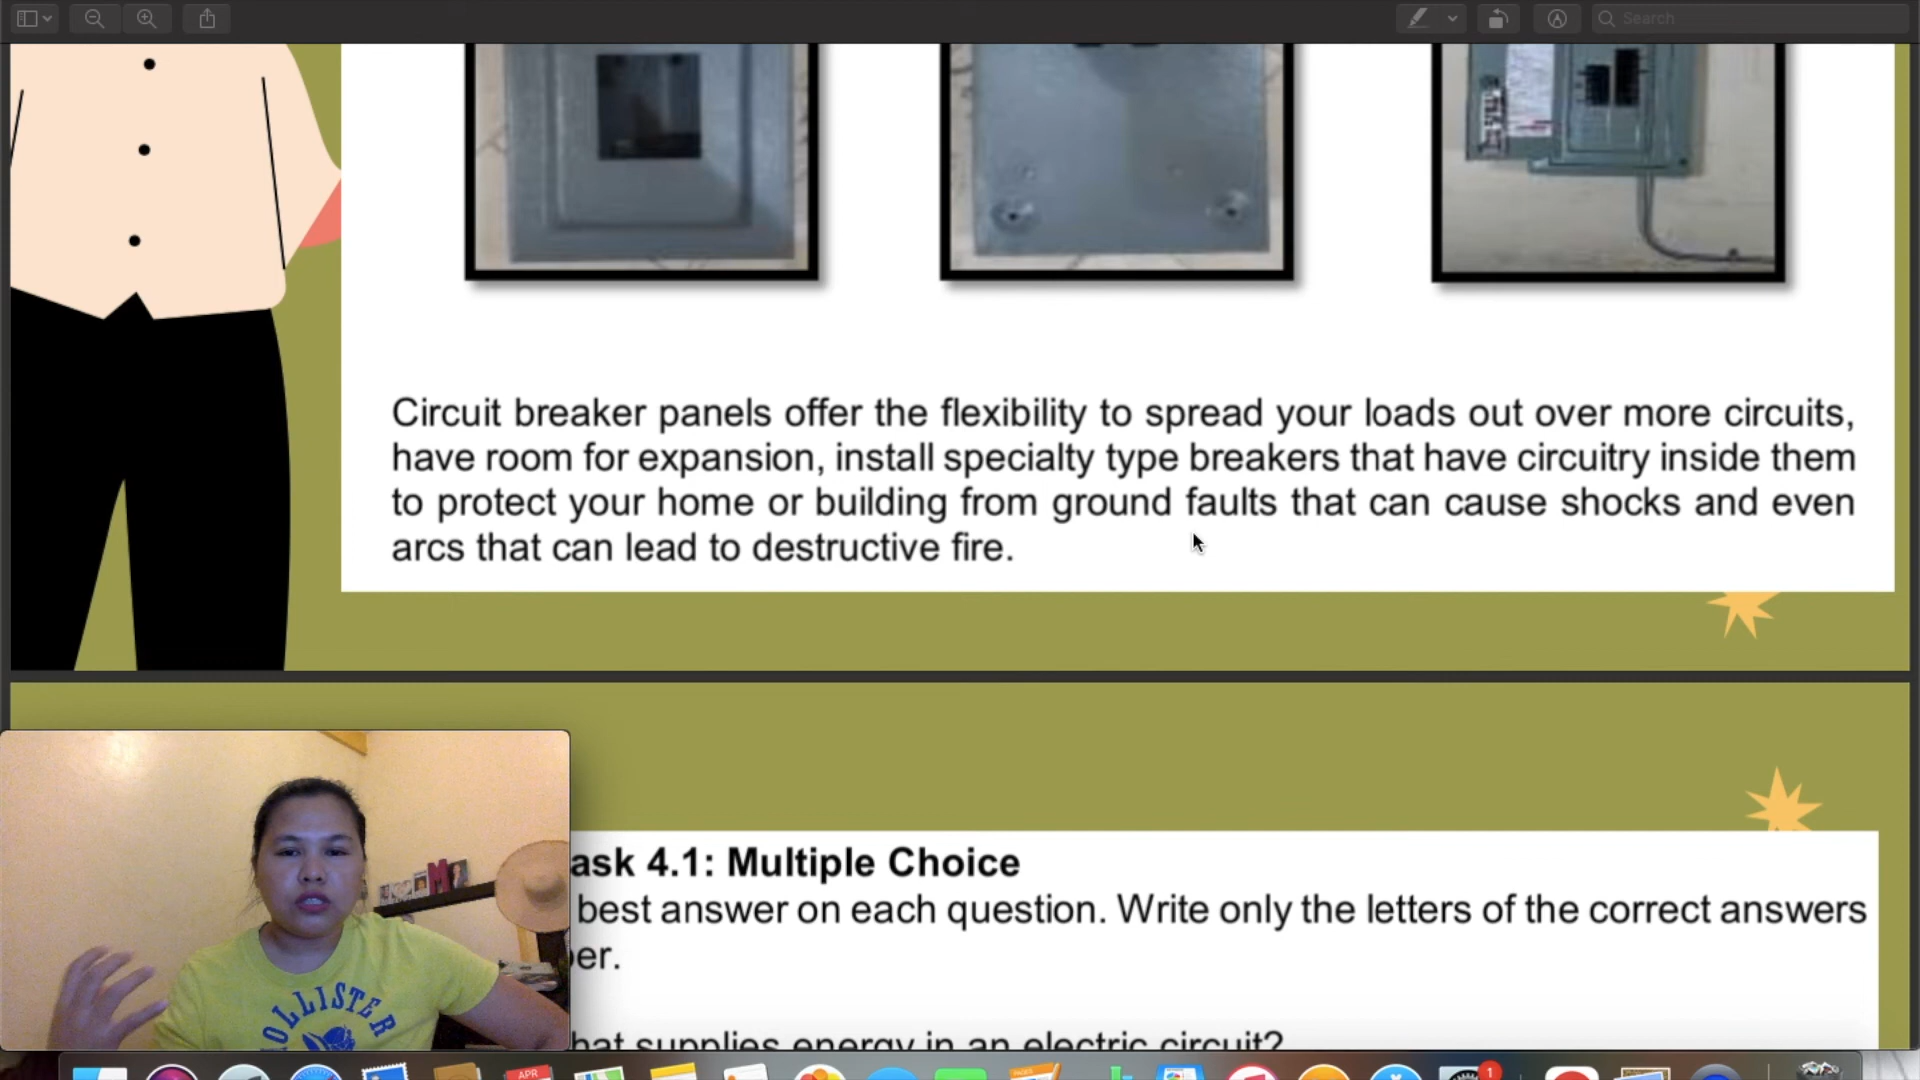 Search
Circuit breaker panels offer the flexibility to spread your loads out over more circuits,
have room for expansion, install specialty type breakers that have circuitry inside them
to protect your home or building from ground faults that can cause shocks and even
arcs that can lead to destructive fire.
ask 4.1: Multiple Choice
best answer on each question. Write only the letters of the correct answers
er.
hat supplies energy in an electric circuit?
M
HOLLISTER
APR
PAGES
1